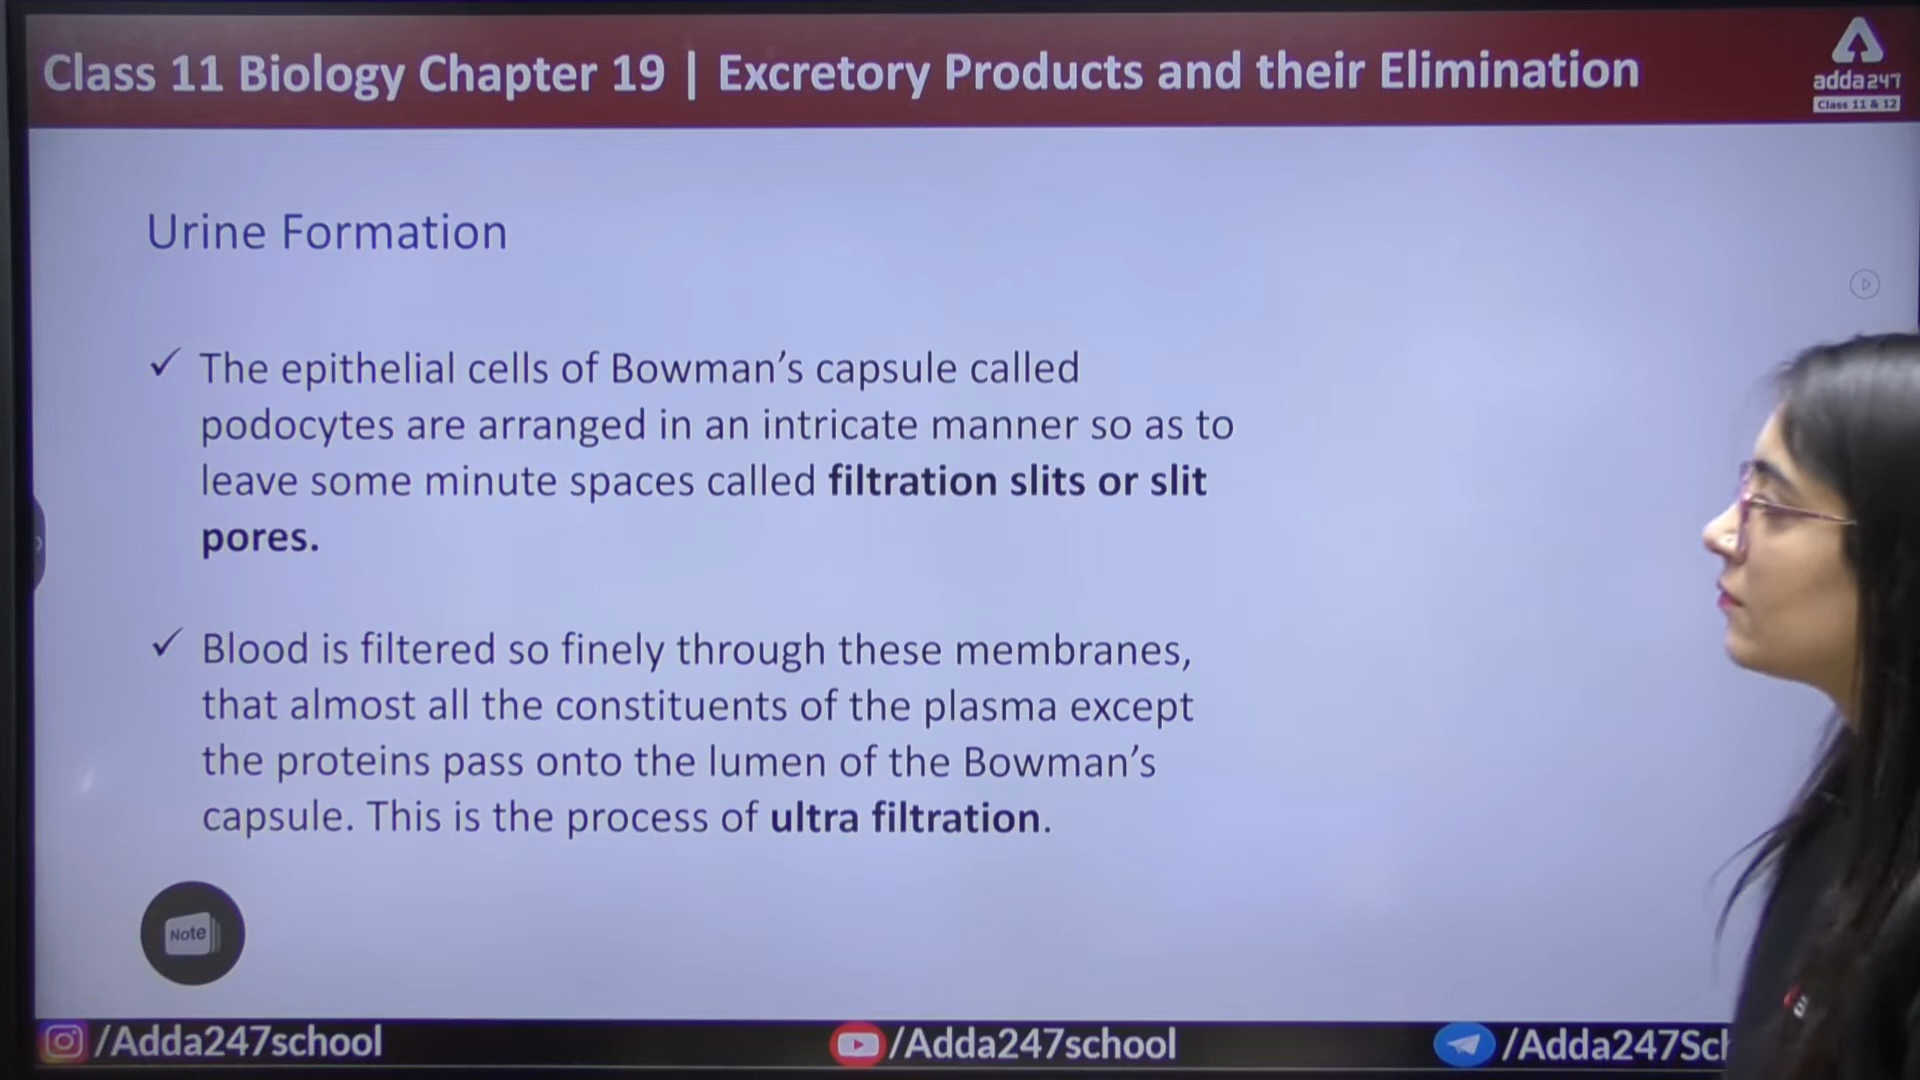 Class 11 Biology Chapter 19 | Excretory Products and their Elimination
adda247
Class 11 & 12
Urine Formation
✓ The epithelial cells of Bowman's capsule called
podocytes are arranged in an intricate manner so as to
leave some minute spaces called filtration slits or slit
pores.
✓ Blood is filtered so finely through these membranes,
that almost all the constituents of the plasma except
the proteins pass onto the lumen of the Bowman's
capsule. This is the process of ultra filtration.
Note
/Adda247school
/Adda247school
/Adda247Sch